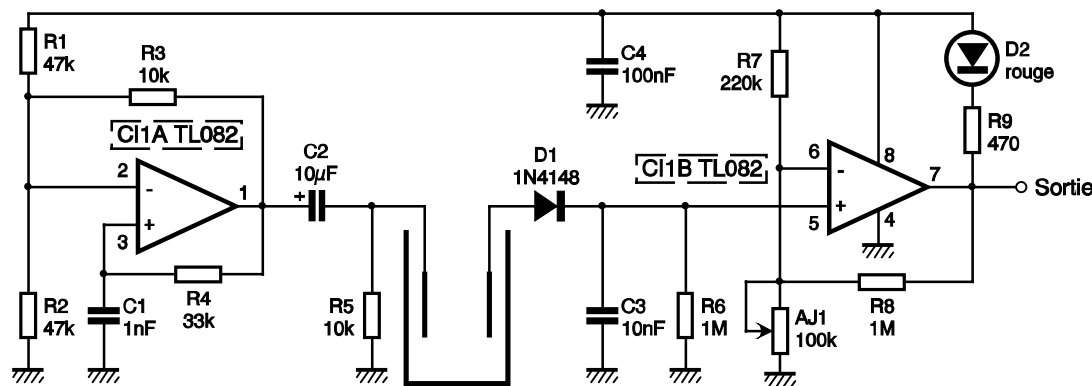 R1
47k
R3
10k
CI1A TL082
2
-
+
3
1
R2
47k
C1
1nF
R4
33k
C2
10µF
+
R5
10k
D1
1N4148
C4
100nF
C3
10nF
R6
1M
CI1B TL082
R7
220k
6
-
+
5
8
4
7
AJ1
100k
R8
1M
D2
rouge
R9
470
Sortie